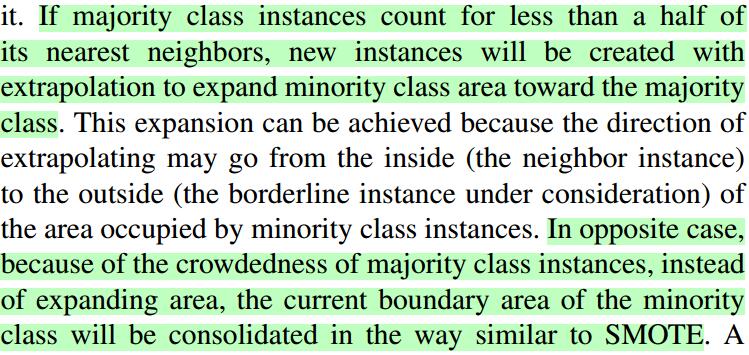 it. If majority class instances count for less than a half of
its nearest neighbors, new instances will be created with
extrapolation to expand minority class area toward the majority
class. This expansion can be achieved because the direction of
extrapolating may go from the inside (the neighbor instance)
to the outside (the borderline instance under consideration) of
the area occupied by minority class instances. In opposite case,
because of the crowdedness of majority class instances, instead
of expanding area, the current boundary area of the minority
class will be consolidated in the way similar to SMOTE. A